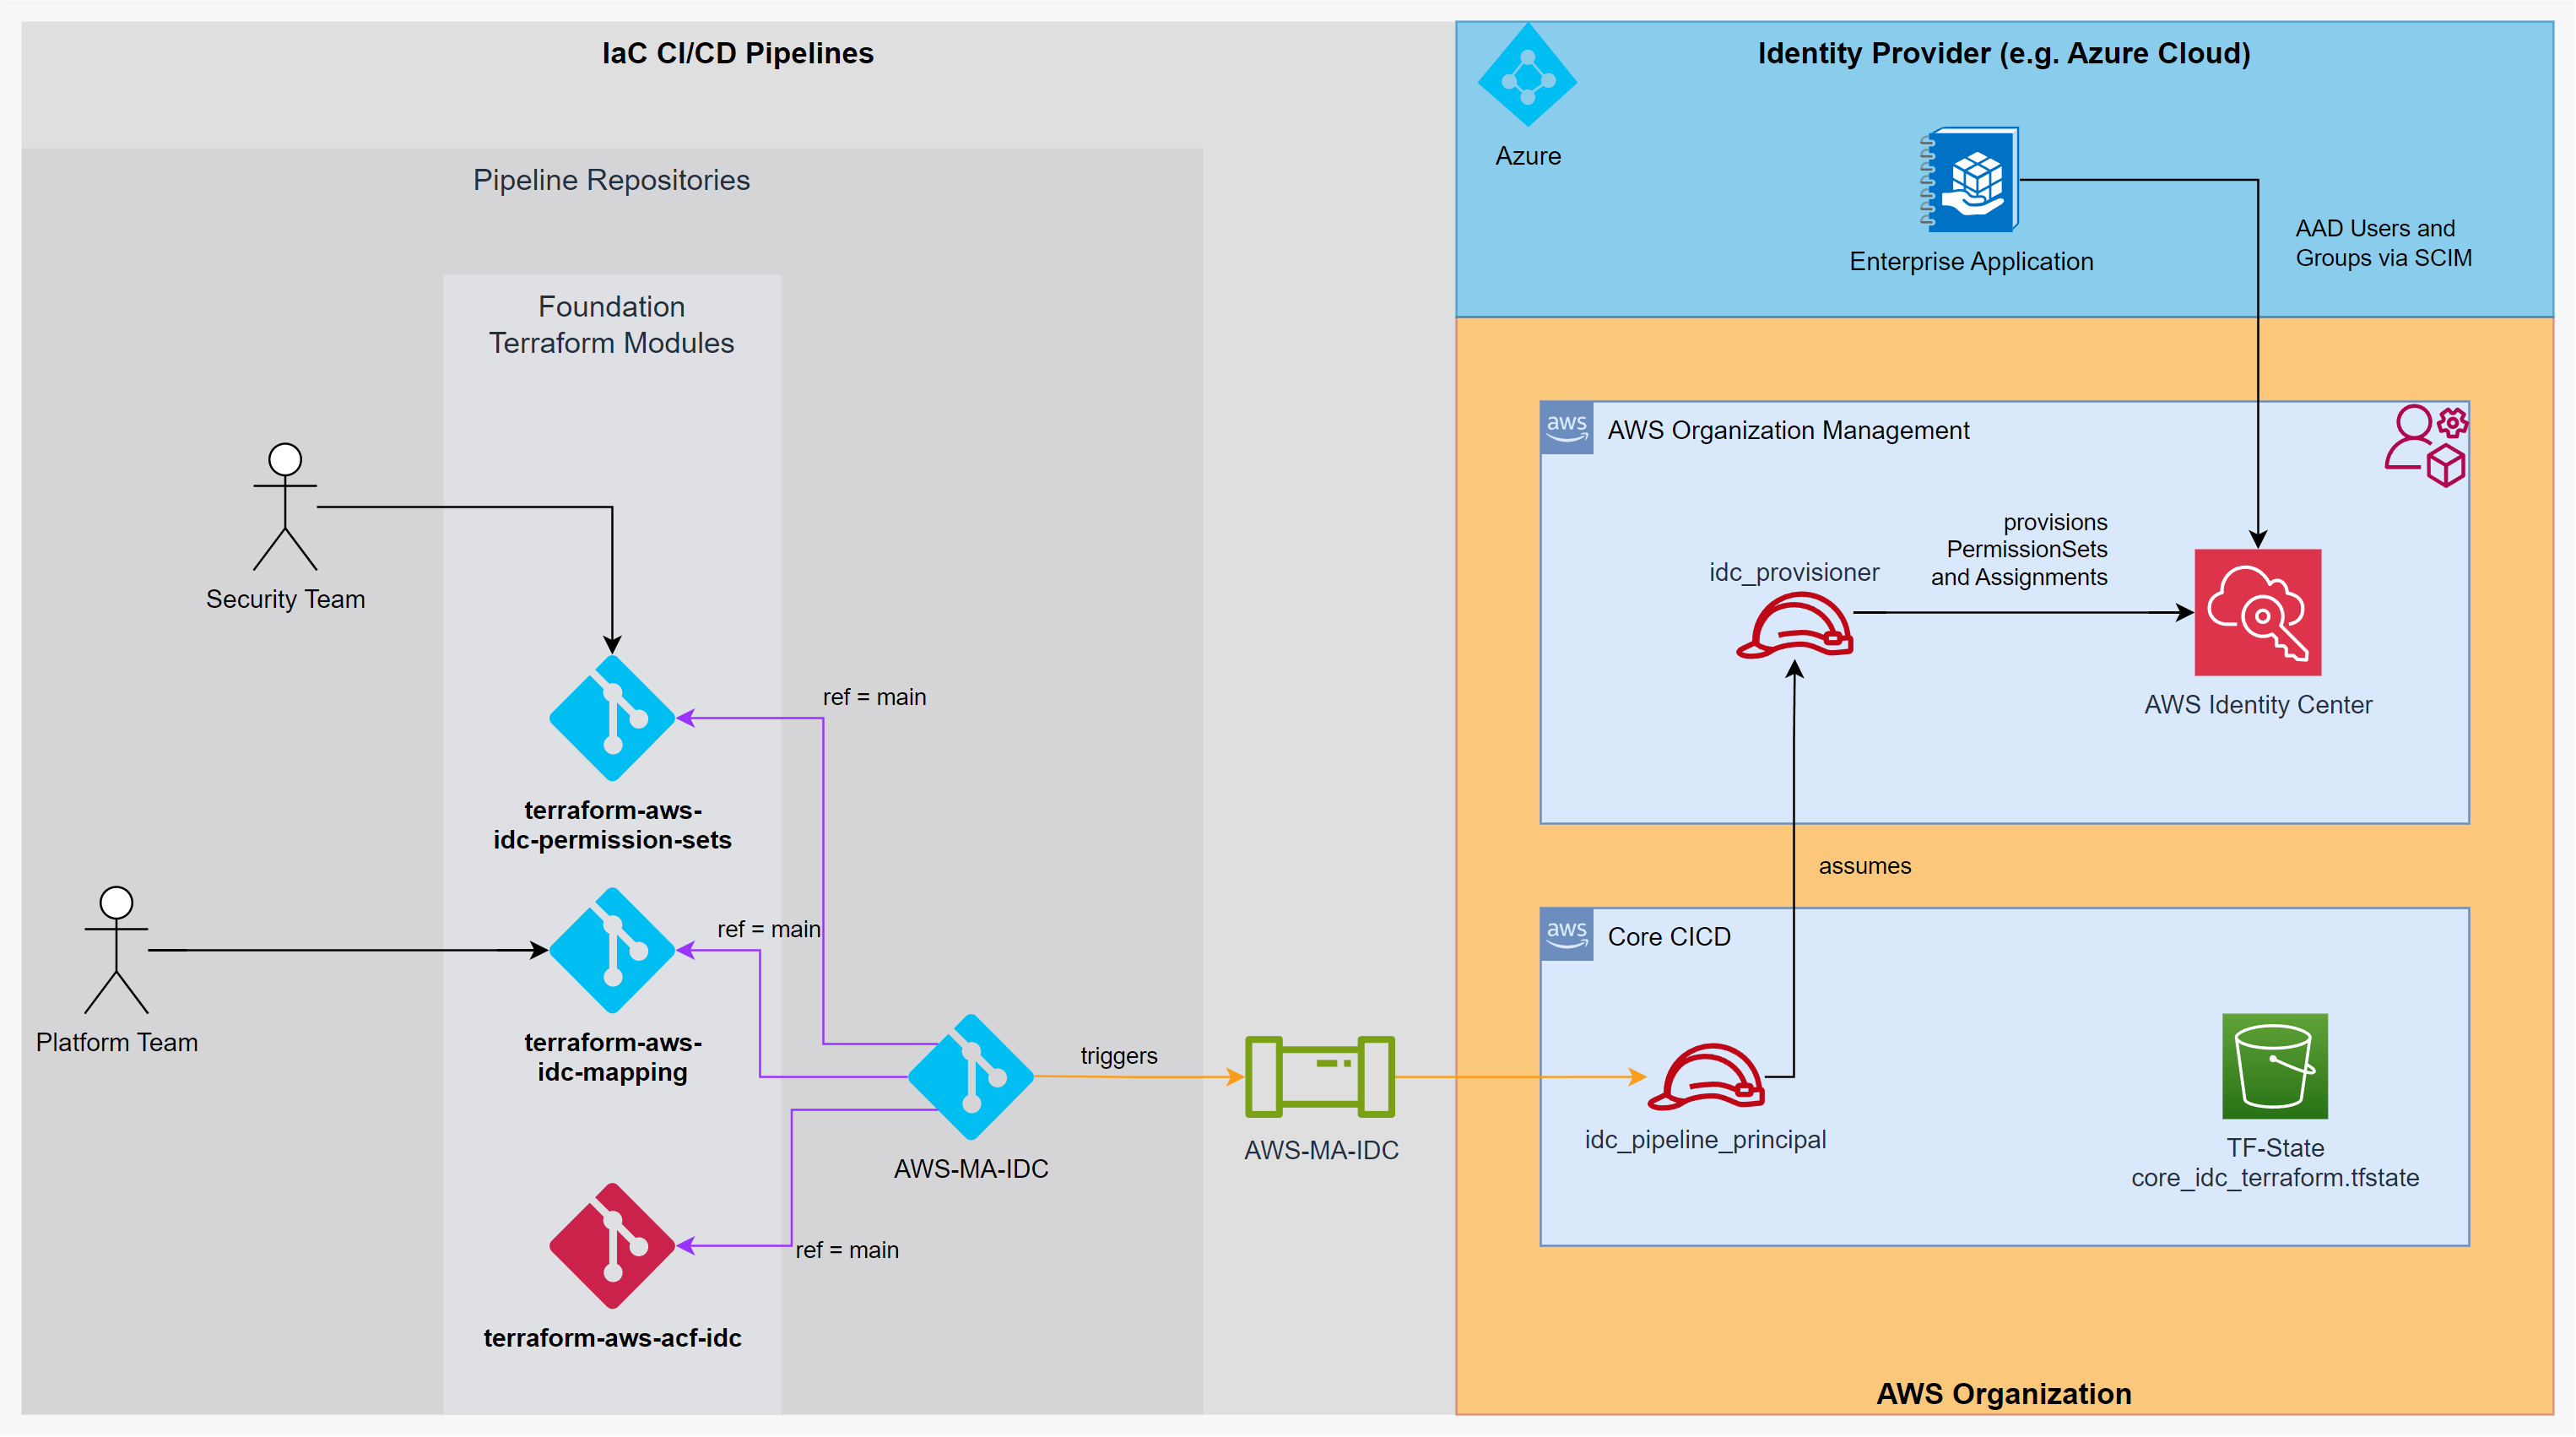 IaC CI/CD Pipelines
Pipeline Repositories
Foundation
Terraform Modules
Security Team
Platform Team
terraform-aws-
idc-permission-sets
terraform-aws-
idc-mapping
terraform-aws-acf-idc
ref = main
ref = main
ref = main
AWS-MA-IDC
triggers
AWS-MA-IDC
Identity Provider (e.g. Azure Cloud)
Azure
Enterprise Application
AAD Users and
Groups via SCIM
aws
AWS Organization Management
idc_provisioner
provisions
PermissionSets
and Assignments
AWS Identity Center
assumes
aws
Core CICD
idc_pipeline_principal
TF-State
core_idc_terraform.tfstate
AWS Organization